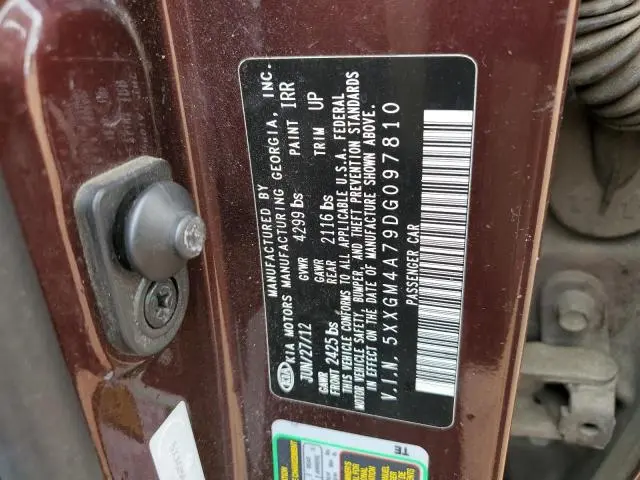 KIA
MANUFACTURED BY
KIA MOTORS MANUFACTURING GEORGIA, INC.
JUN/27/12 GVWR 4299 lbs PAINT IRR
GAWR FRONT 2425 lbs GAWR REAR 2116 lbs TRIM UP
THIS VEHICLE CONFORMS TO ALL APPLICABLE U.S.A. FEDERAL
MOTOR VEHICLE SAFETY, BUMPER, AND THEFT PREVENTION STANDARDS
IN EFFECT ON THE DATE OF MANUFACTURE SHOWN ABOVE.
V.I.N. 5XXGM4A79DG097810
PASSENGER CAR